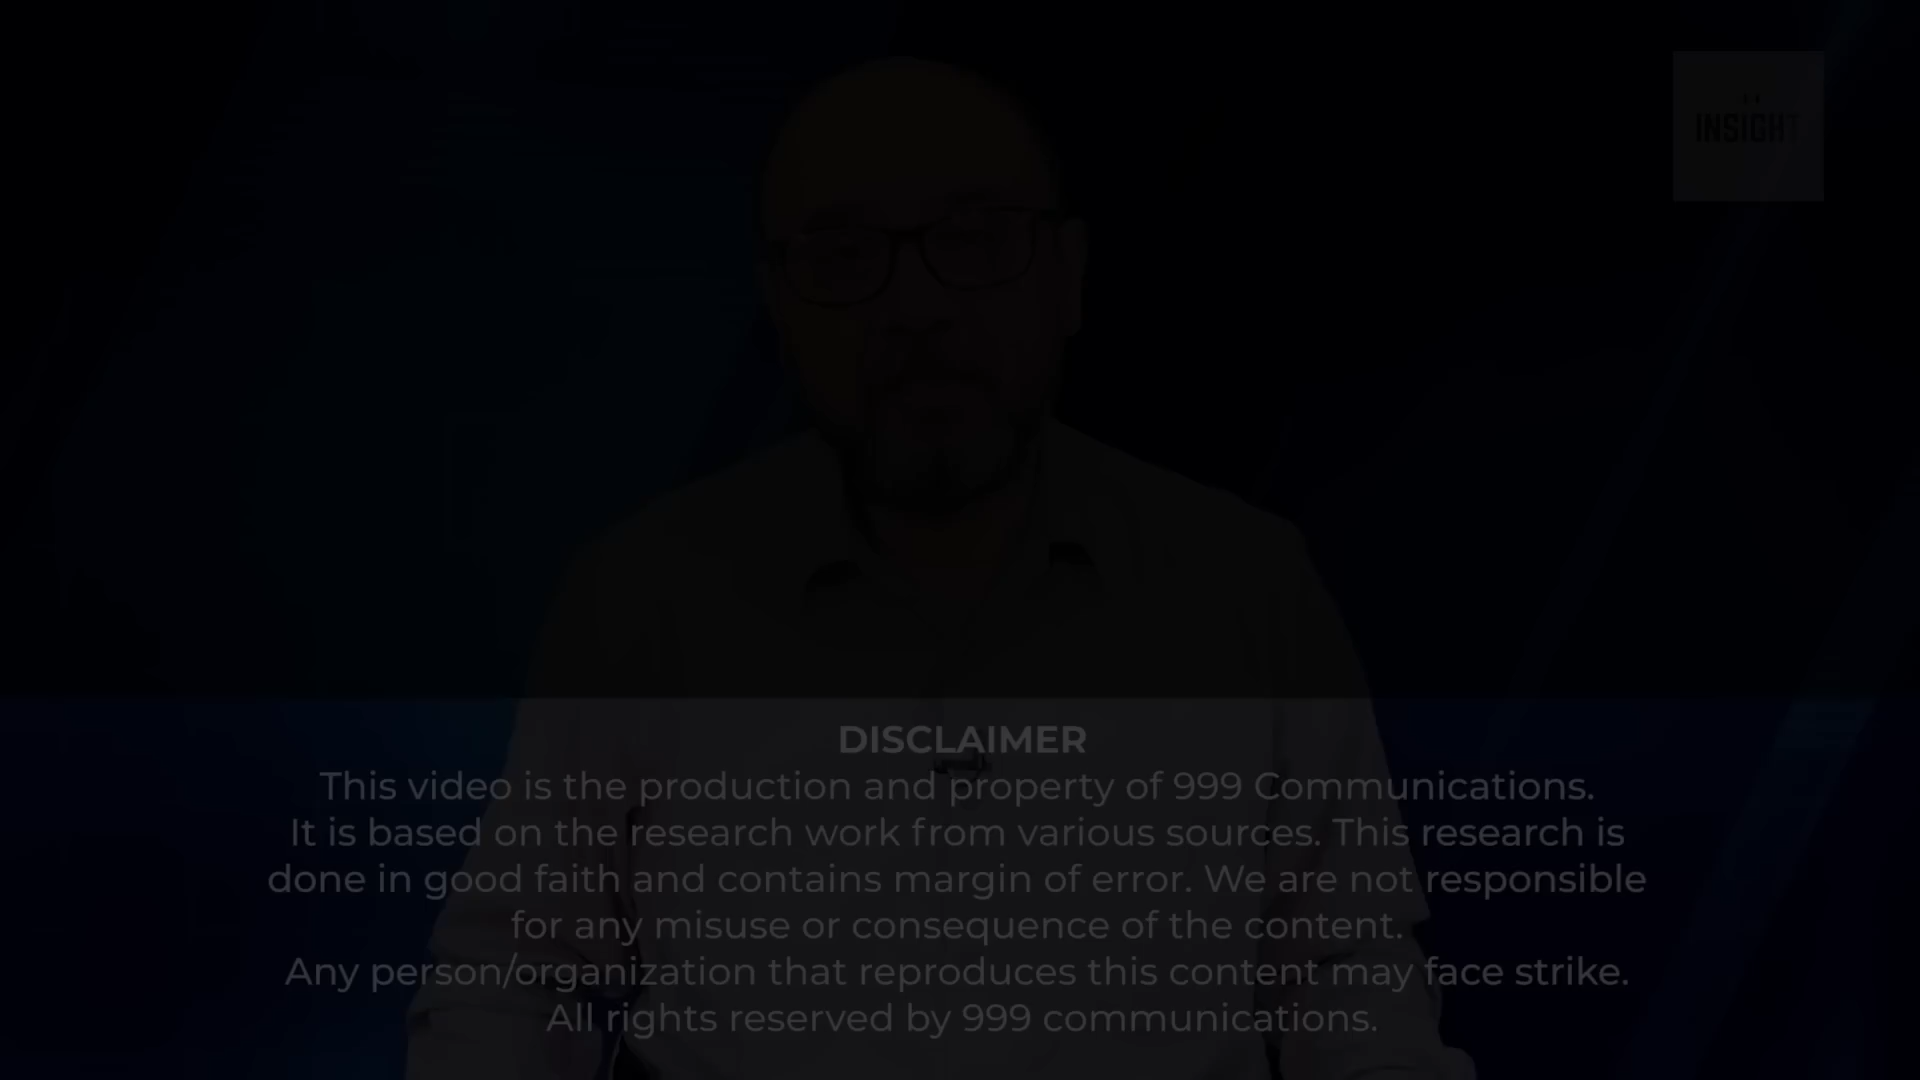 INSIGHT
DISCLAIMER
This video is the production and property of 999 Communications.
It is based on the research work from various sources. This research is
done in good faith and contains margin of error. We are not responsible
for any misuse or consequence of the content.
Any person/organization that reproduces this content may face strike.
All rights reserved by 999 communications.